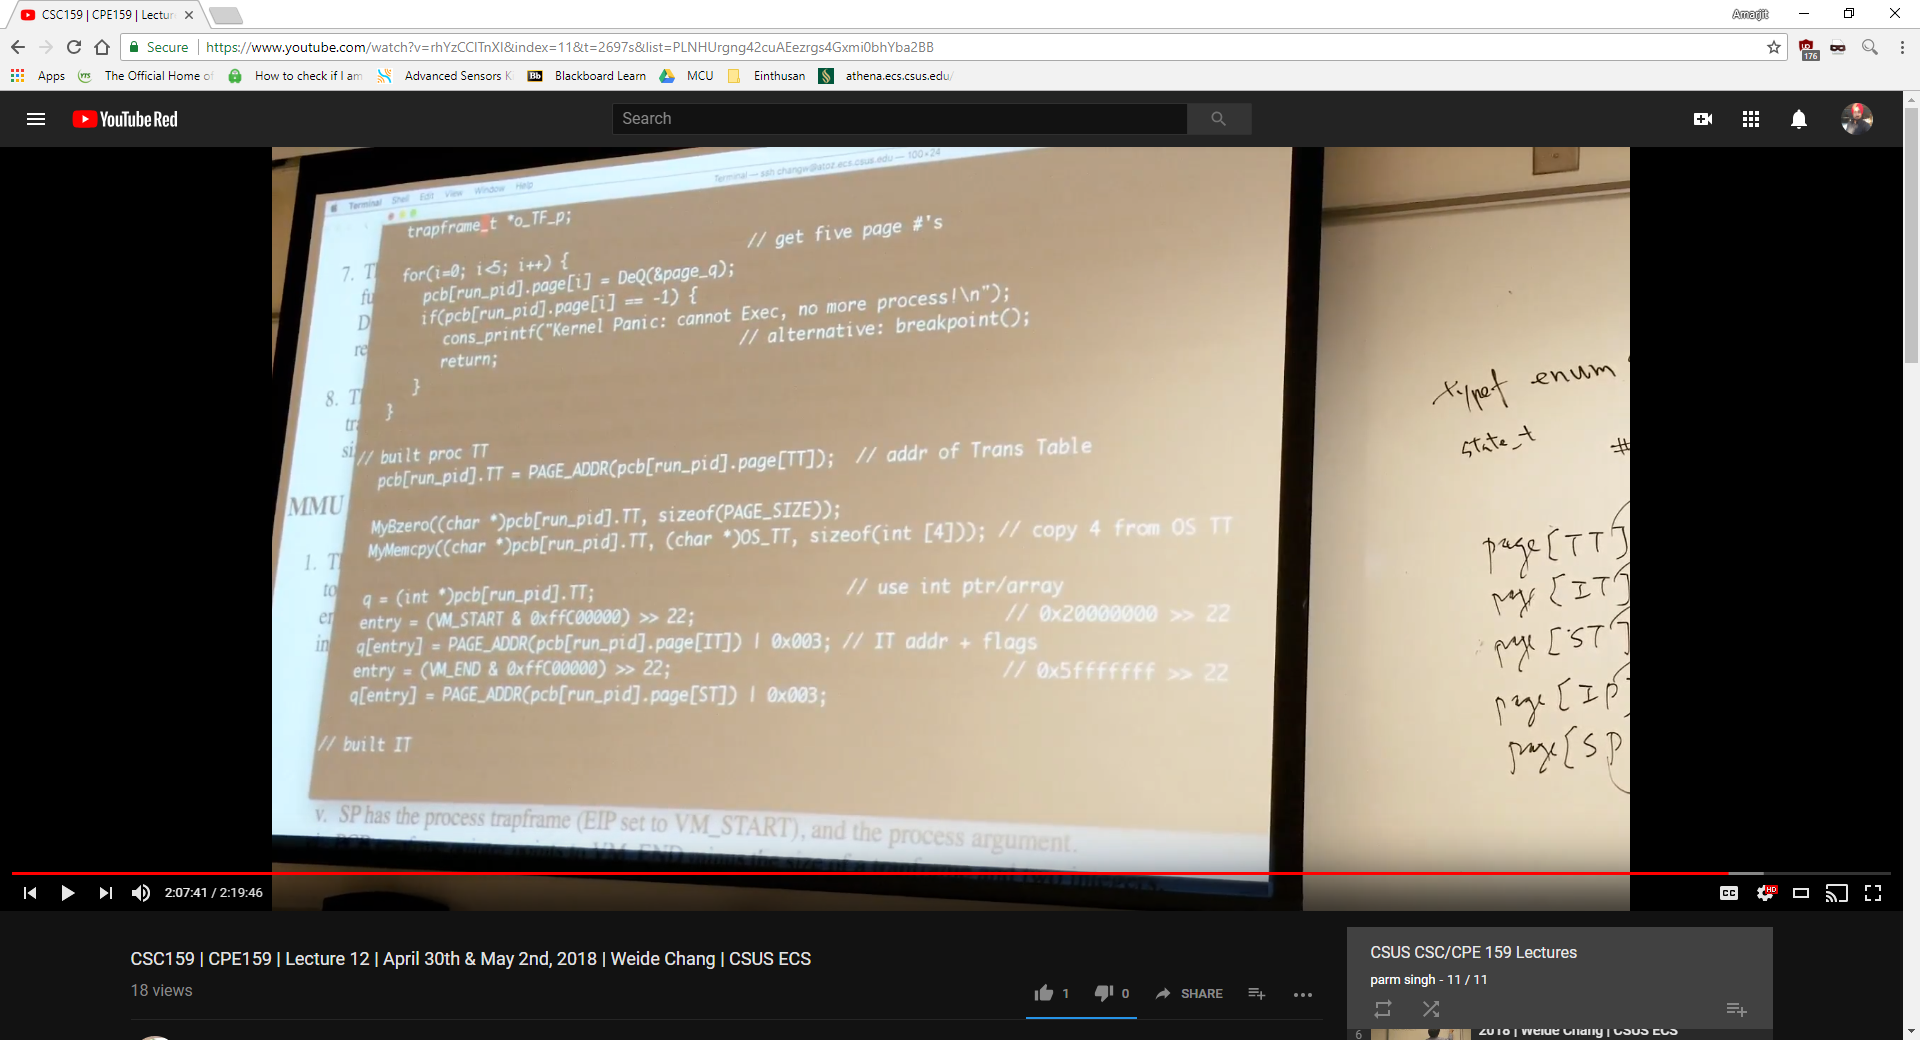 CSC159 | CPE159 | Lectur
Amarjit
Secure
https://www.youtube.com/watch?v=rhYzCClTnXI&index=11&t=2697s&list=PLNHUrgng42cuAEezrgs4Gxmi0bhYba2BB
176
Apps
The Official Home of
How to check if I am
Advanced Sensors K
Bb
Blackboard Learn
MCU
Einthusan
athena.ecs.csus.edu/
YouTube Red
Search
Terminal Shell Edit View Window Help
Terminal — ssh changw@atoz.ecs.csus.edu — 100×24
trapframe_t *o_TF_p;
// get five page #'s
for(i=0; i<5; i++) {
pcb[run_pid].page[i] = DeQ(&page_q);
if(pcb[run_pid].page[i] == -1) {
cons_printf("Kernel Panic: cannot Exec, no more process!\n");
// alternative: breakpoint();
return;
}
}
// built proc TT
pcb[run_pid].TT = PAGE_ADDR(pcb[run_pid].page[TT]); // addr of Trans Table
MyBzero((char *)pcb[run_pid].TT, sizeof(PAGE_SIZE));
MyMemcpy((char *)pcb[run_pid].TT, (char *)OS_TT, sizeof(int [4])); // copy 4 from OS TT
q = (int *)pcb[run_pid].TT; // use int ptr/array
entry = (VM_START & 0xffC00000) >> 22; // 0x20000000 >> 22
q[entry] = PAGE_ADDR(pcb[run_pid].page[IT]) | 0x003; // IT addr + flags
entry = (VM_END & 0xffC00000) >> 22; // 0x5fffffff >> 22
q[entry] = PAGE_ADDR(pcb[run_pid].page[ST]) | 0x003;
// built IT
7. T
fu
D
re
8. T
tr
si
MMU
1. T
to
en
in
v. SP has the process trapframe (EIP set to VM_START), and the process argument.
enum
state_t #
page[TT]
page[IT]
page[ST]
page[IP
page[SP
2:07:41 / 2:19:46
CC
HD
CSC159 | CPE159 | Lecture 12 | April 30th & May 2nd, 2018 | Weide Chang | CSUS ECS
18 views
1
0
SHARE
CSUS CSC/CPE 159 Lectures
parm singh - 11 / 11
6
2018 | Weide Chang | CSUS ECS